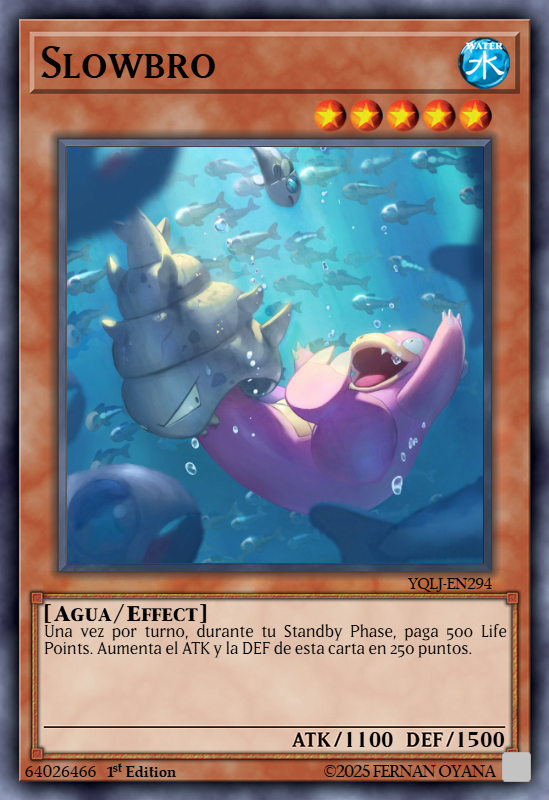 SLOWBRO
WATER
水
YQLJ-EN294
[AGUA/EFFECT]
Una vez por turno, durante tu Standby Phase, paga 500 Life
Points. Aumenta el ATK y la DEF de esta carta en 250 puntos.
ATK/1100 DEF/1500
64026466 1st Edition ©2025 FERNAN OYANA